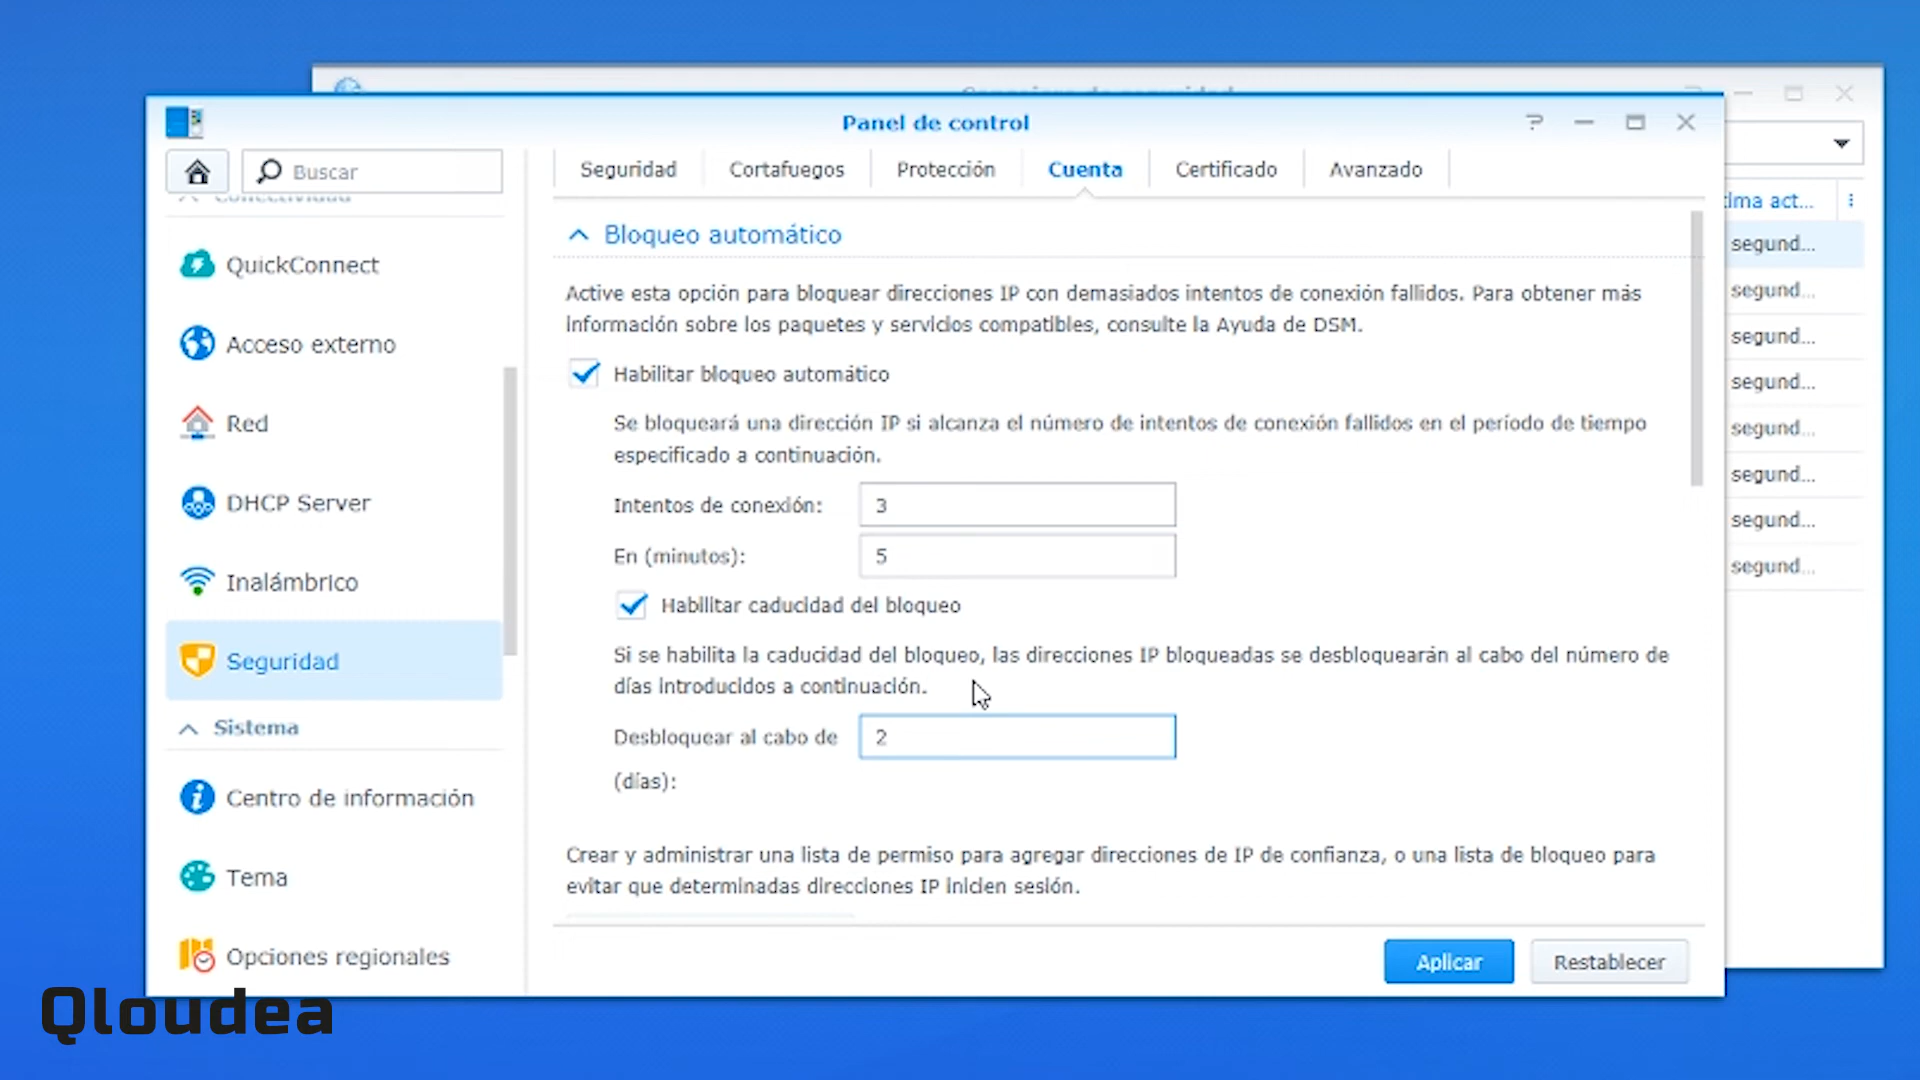 Consejero de seguridad
Panel de control
Buscar
Conectividad
QuickConnect
Acceso externo
Red
DHCP Server
Inalámbrico
Seguridad
Sistema
Centro de información
Tema
Opciones regionales
Seguridad
Cortafuegos
Protección
Cuenta
Certificado
Avanzado
Bloqueo automático
Active esta opción para bloquear direcciones IP con demasiados intentos de conexión fallidos. Para obtener más
información sobre los paquetes y servicios compatibles, consulte la Ayuda de DSM.
Habilitar bloqueo automático
Se bloqueará una dirección IP si alcanza el número de intentos de conexión fallidos en el período de tiempo
especificado a continuación.
Intentos de conexión: 3
En (minutos): 5
Habilitar caducidad del bloqueo
Si se habilita la caducidad del bloqueo, las direcciones IP bloqueadas se desbloquearán al cabo del número de
días introducidos a continuación.
Desbloquear al cabo de 2
(días):
Crear y administrar una lista de permiso para agregar direcciones de IP de confianza, o una lista de bloqueo para
evitar que determinadas direcciones IP inicien sesión.
Aplicar
Restablecer
tima act...
segund...
segund...
segund...
segund...
segund...
segund...
segund...
segund...
Qloudea